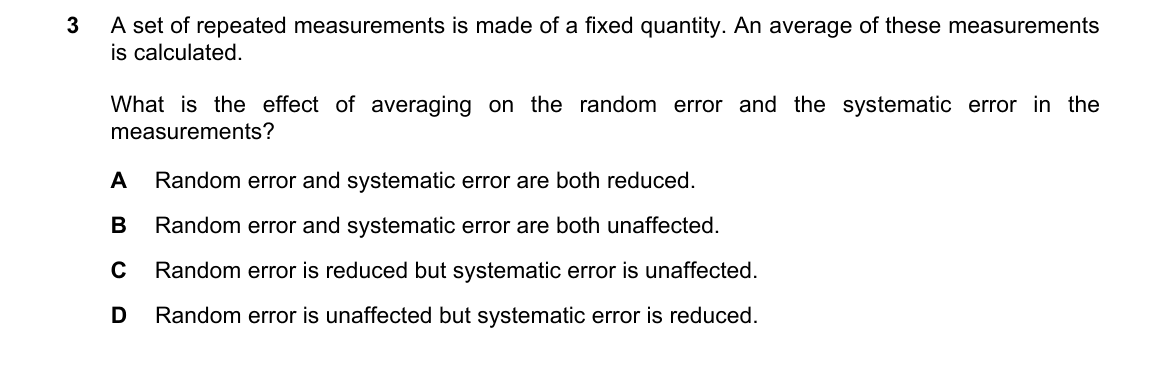 3 A set of repeated measurements is made of a fixed quantity. An average of these measurements
is calculated.
What is the effect of averaging on the random error and the systematic error in the
measurements?
A Random error and systematic error are both reduced.
B Random error and systematic error are both unaffected.
C Random error is reduced but systematic error is unaffected.
D Random error is unaffected but systematic error is reduced.